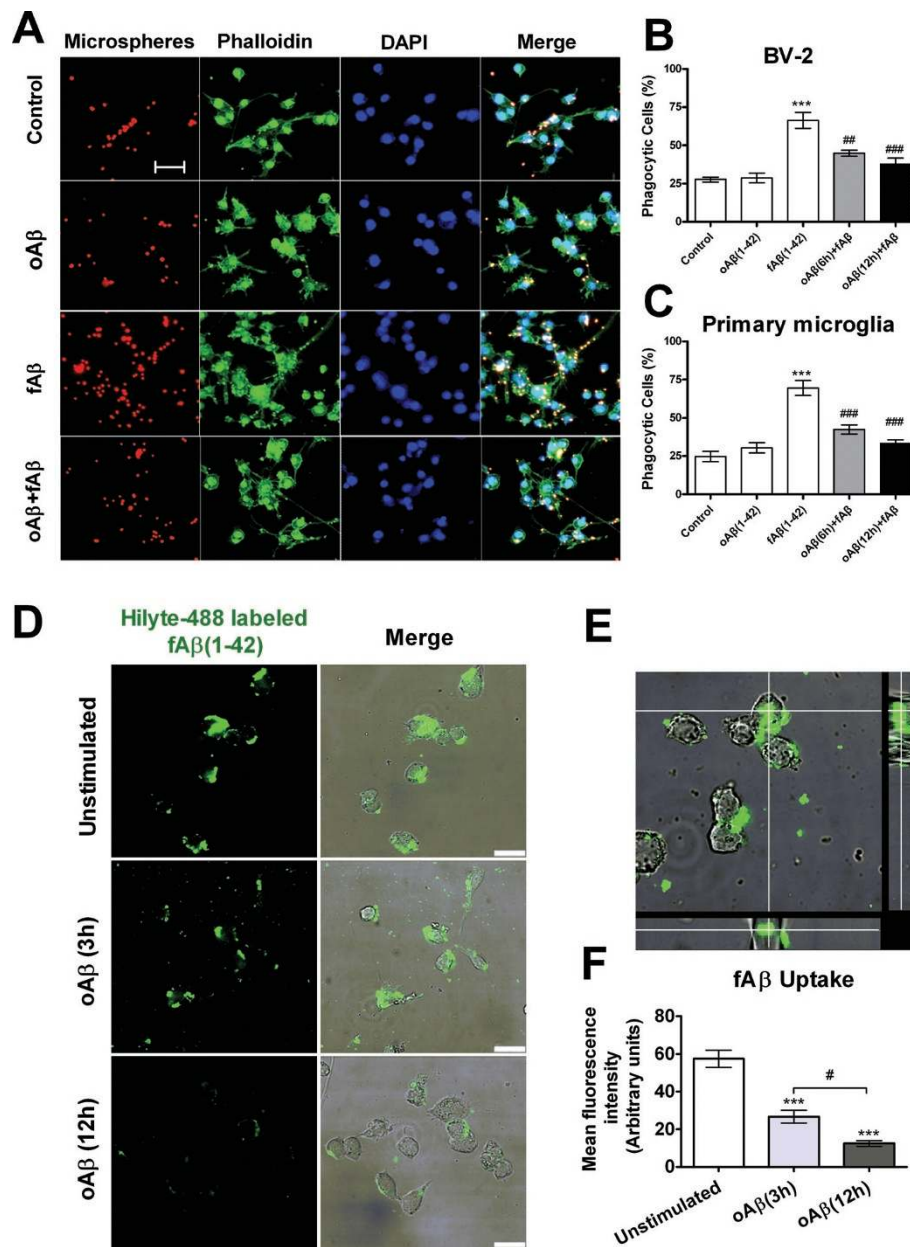 A
Microspheres Phalloidin DAPI Merge
Control
oAβ
fAβ
oAβ+fAβ
B
BV-2
Phagocytic Cells (%)
100
75
50
25
0
***
##
###
Control
oAβ(1-42)
fAβ(1-42)
oAβ(6h)+fAβ
oAβ(12h)+fAβ
C
Primary microglia
Phagocytic Cells (%)
100
75
50
25
0
***
###
###
Control
oAβ(1-42)
fAβ(1-42)
oAβ(6h)+fAβ
oAβ(12h)+fAβ
D
Hilyte-488 labeled
fAβ(1-42)
Merge
Unstimulated
oAβ (3h)
oAβ (12h)
E
F
fAβ Uptake
Mean fluorescence
intensity
(Arbitrary units)
80
60
40
20
0
***
#
***
Unstimulated
oAβ(3h)
oAβ(12h)